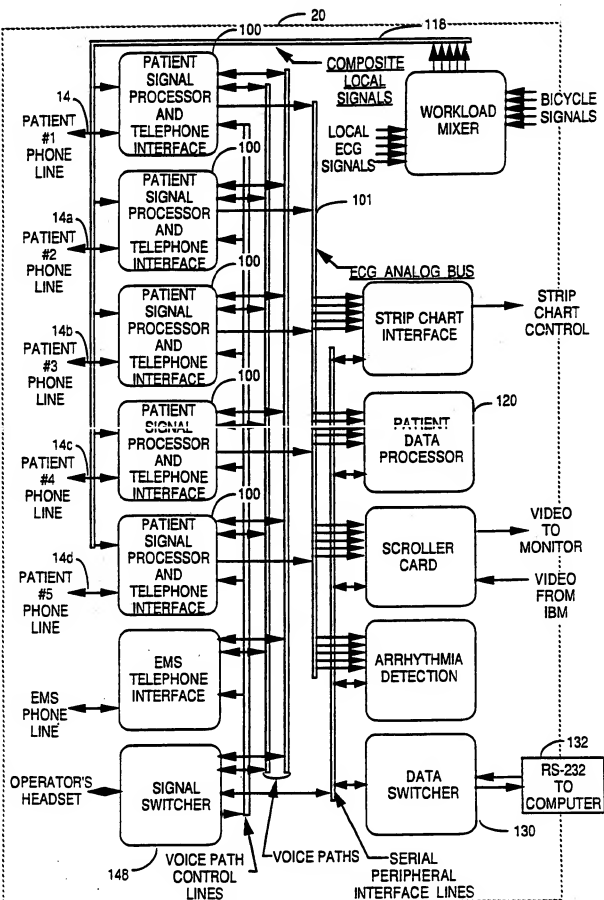 20
118
100
COMPOSITE
LOCAL
SIGNALS
PATIENT
SIGNAL
PROCESSOR
AND
TELEPHONE
INTERFACE
14
PATIENT
#1
PHONE
LINE
WORKLOAD
MIXER
BICYCLE
SIGNALS
LOCAL
ECG
SIGNALS
100
PATIENT
SIGNAL
PROCESSOR
AND
TELEPHONE
INTERFACE
14a
PATIENT
#2
PHONE
LINE
101
ECG ANALOG BUS
100
PATIENT
SIGNAL
PROCESSOR
AND
TELEPHONE
INTERFACE
14b
PATIENT
#3
PHONE
LINE
STRIP CHART
INTERFACE
STRIP
CHART
CONTROL
100
PATIENT
SIGNAL
PROCESSOR
AND
TELEPHONE
INTERFACE
14c
PATIENT
#4
PHONE
LINE
120
PATIENT
DATA
PROCESSOR
100
PATIENT
SIGNAL
PROCESSOR
AND
TELEPHONE
INTERFACE
14d
PATIENT
#5
PHONE
LINE
SCROLLER
CARD
VIDEO
TO
MONITOR
VIDEO
FROM
IBM
EMS
TELEPHONE
INTERFACE
EMS
PHONE
LINE
ARRHYTHMIA
DETECTION
OPERATOR'S
HEADSET
SIGNAL
SWITCHER
148
DATA
SWITCHER
130
132
RS-232
TO
COMPUTER
VOICE PATH
CONTROL
LINES
VOICE PATHS
SERIAL
PERIPHERAL
INTERFACE LINES